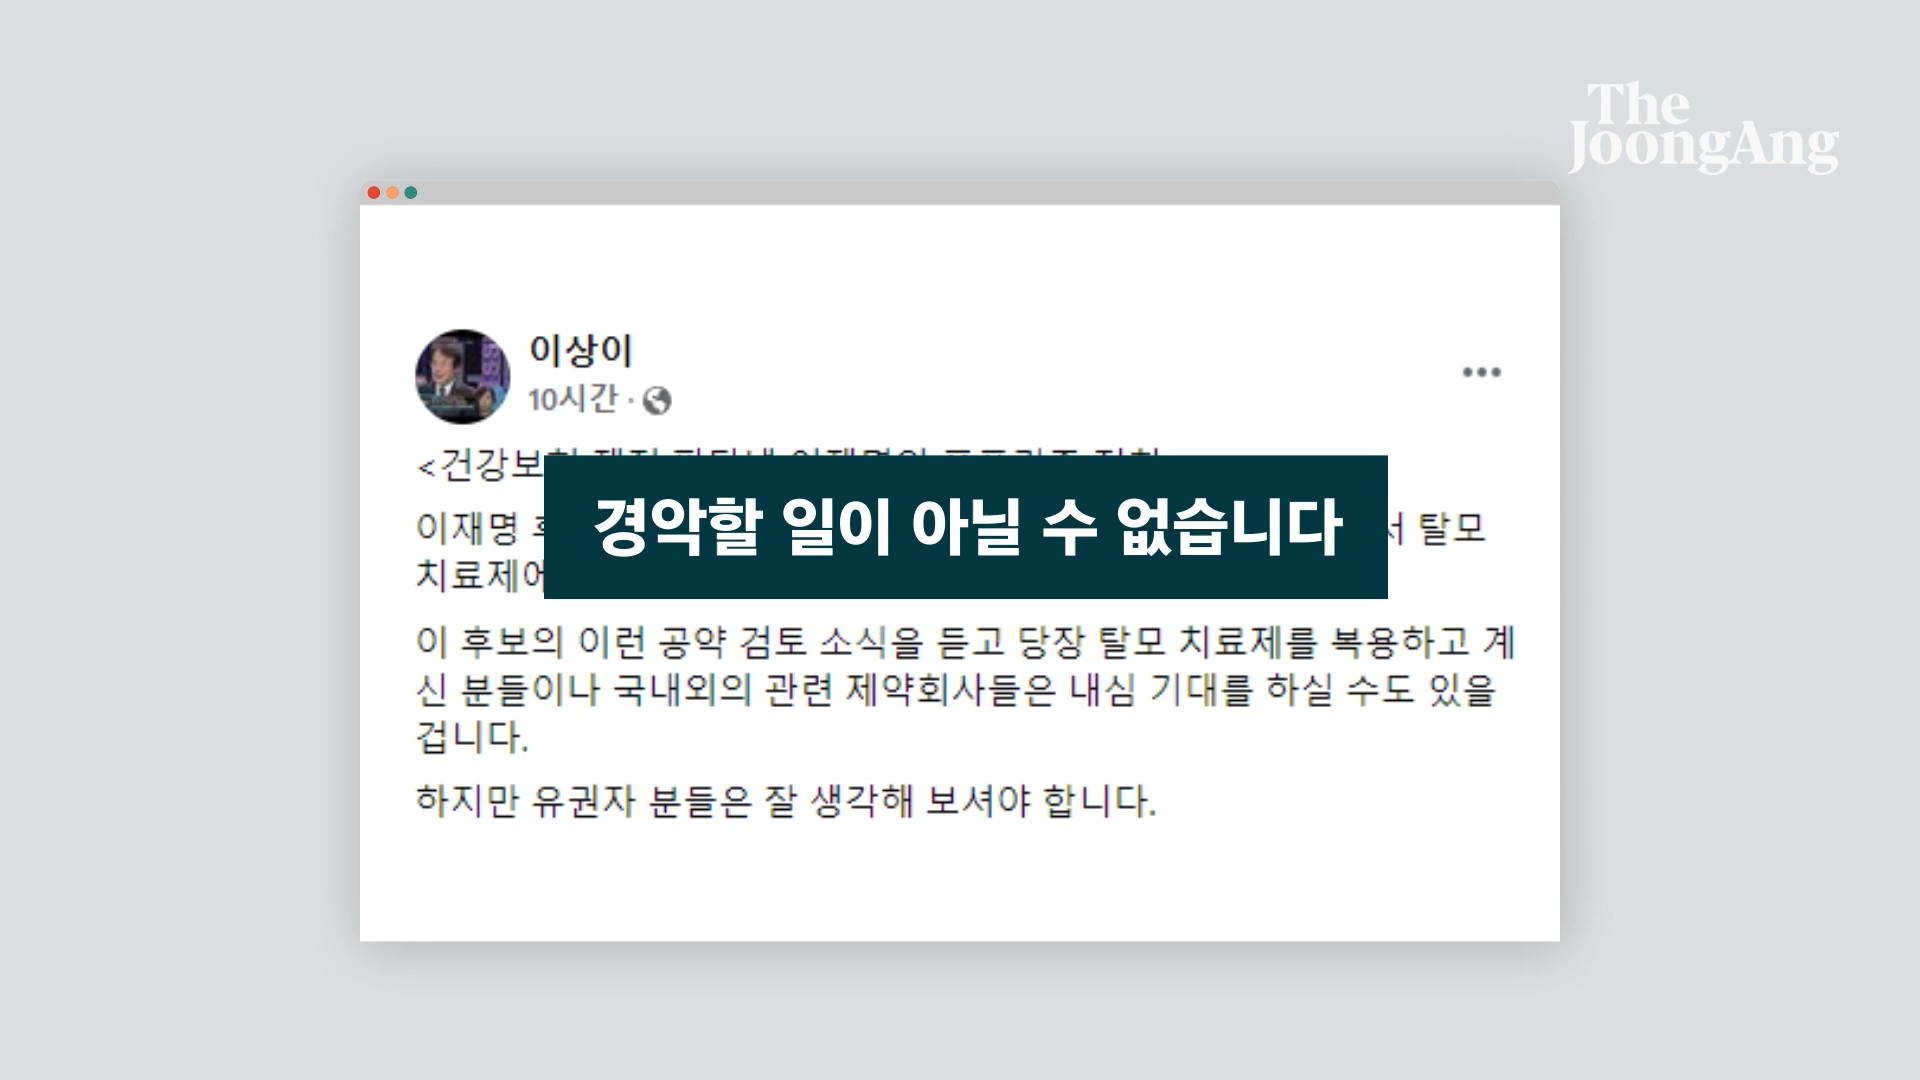 The
JoongAng
이상이
10시간 ·
<건강보험 재정
경악할 일이 아닐 수 없습니다
이재명 서 탈모
치료제에
이 후보의 이런 공약 검토 소식을 듣고 당장 탈모 치료제를 복용하고 계
신 분들이나 국내외의 관련 제약회사들은 내심 기대를 하실 수도 있을
겁니다.
하지만 유권자 분들은 잘 생각해 보셔야 합니다.